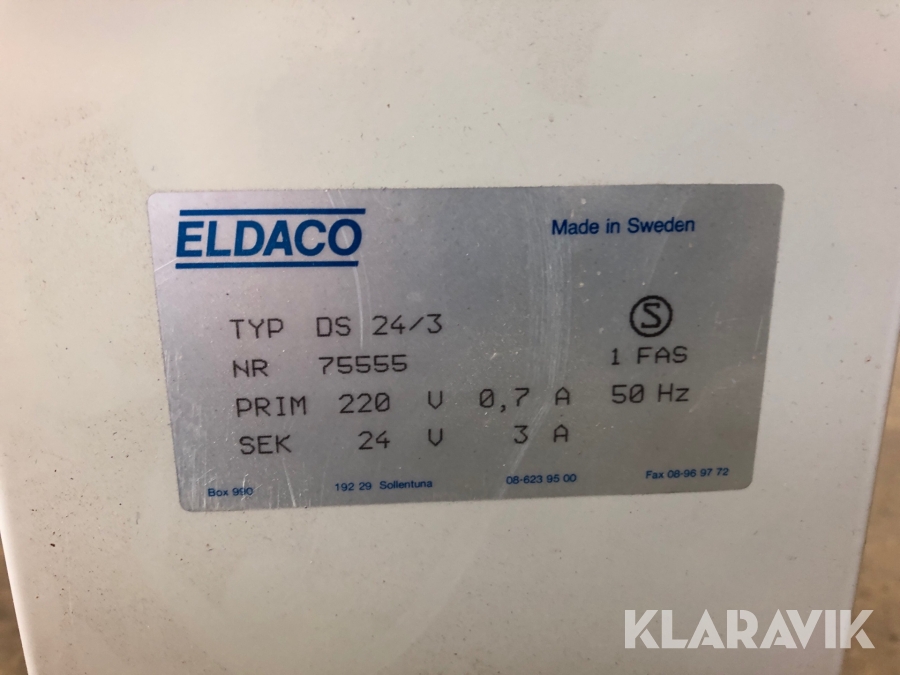 ELDACO
Made in Sweden
TYP DS 24/3
S
NR 75555 1 FAS
PRIM 220 V 0,7 A 50 Hz
SEK 24 V 3 A
Box 990 192 29 Sollentuna 08-623 95 00 Fax 08-96 97 72
KLARAVIK